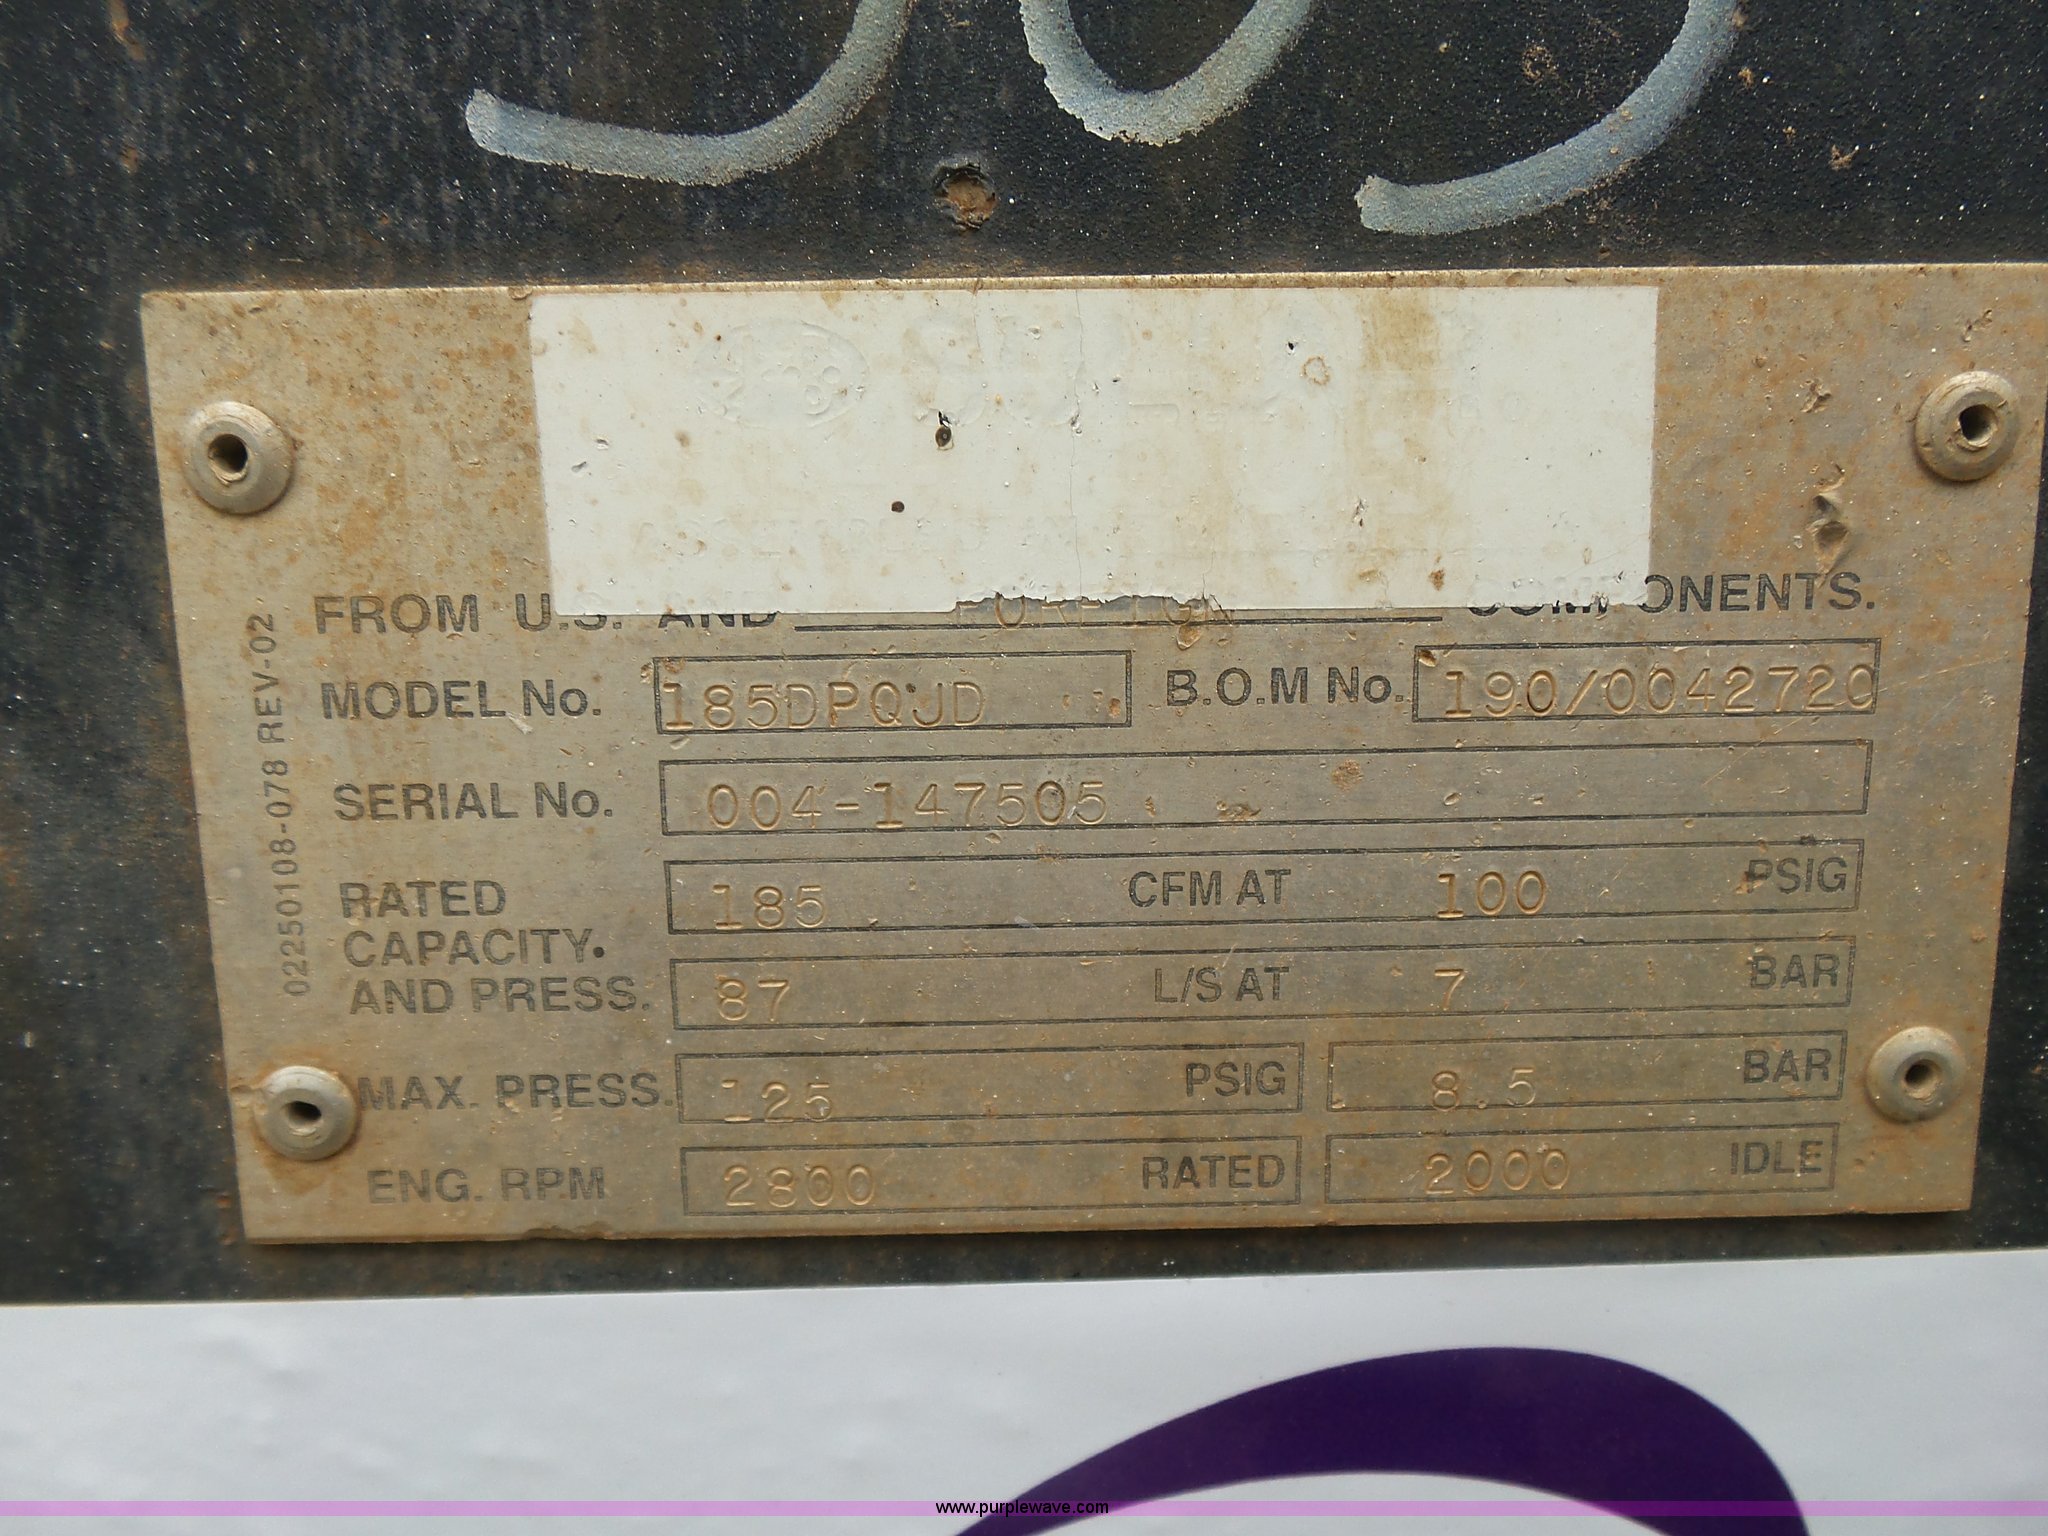 FROM U.S. AND FOREIGN COMPONENTS.
MODEL No. 185DPQJD B.O.M No. 190/0042720
SERIAL No. 004-147505
RATED CAPACITY. AND PRESS. 185 CFM AT 100 PSIG
87 L/S AT 7 BAR
MAX. PRESS. 125 PSIG 8.5 BAR
ENG. RPM 2800 RATED 2000 IDLE
02250108-078 REV-02
www.purplewave.com